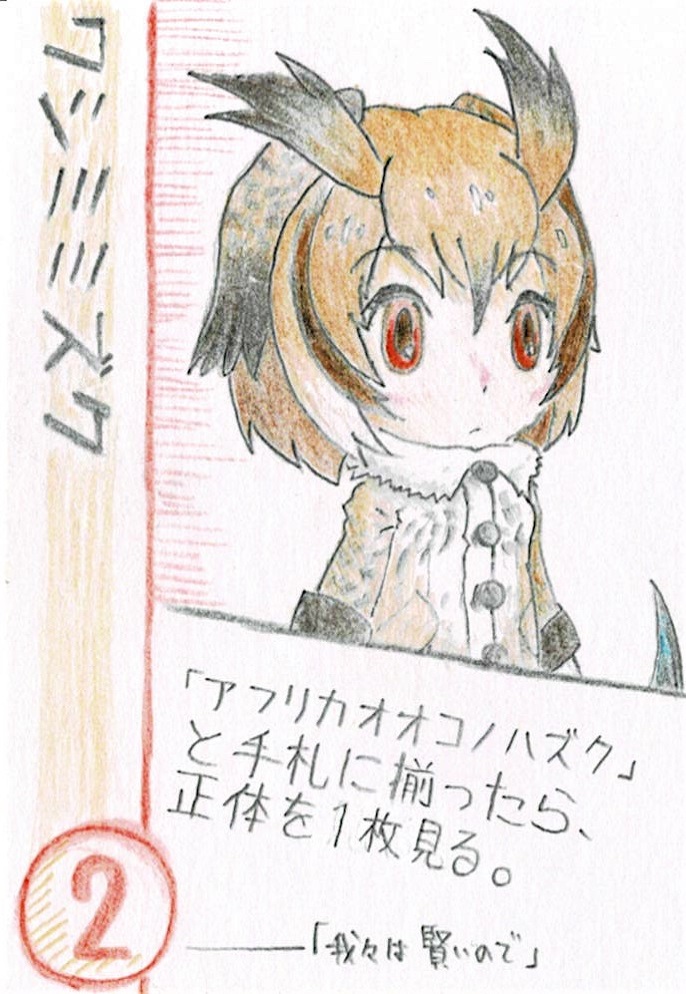 ワシミミズク
「アフリカオオコノハズク」
と手札に揃ったら、
正体を1枚見る。
2
「我々は賢いので」